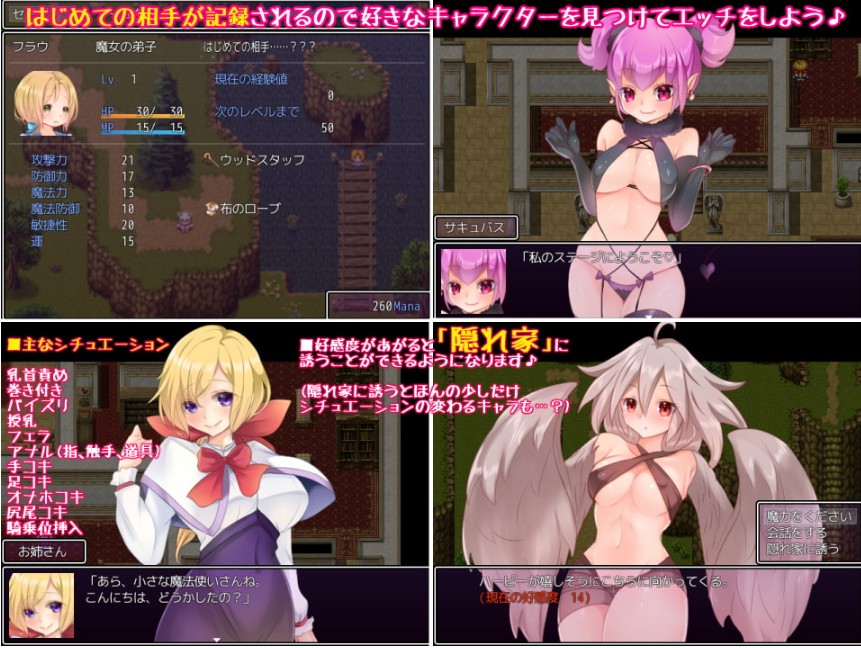 はじめての相手が記録されるので好きなキャラクターを見つけてエッチをしよう♪
フラウ 魔女の弟子 はじめての相手……？？？
Lv 1 現在の経験値
0
HP 30/ 30 次のレベルまで
MP 15/ 15 50
攻撃力 21 ウッドスタッフ
防御力 17
魔法力 13
魔法防御 10 布のローブ
敏捷性 20
運 15
260Mana
サキュバス
「私のステージにようこそ♡」
■主なシチュエーション
乳首責め
巻き付き
パイズリ
授乳
フェラ
アナル(指、触手、道具)
手コキ
足コキ
オナホコキ
尻尾コキ
騎乗位挿入
お姉さん
「あら、小さな魔法使いさんね。
こんにちは、どうかしたの？」
■好感度があがると「隠れ家」に
誘うことができるようになります♪
(隠れ家に誘うとほんの少しだけ
シチュエーションの変わるキャラも…？)
魔力をください
会話をする
隠れ家に誘う
ハーピーが嬉しそうにこちらに向かってくる。
(現在の好感度 14)